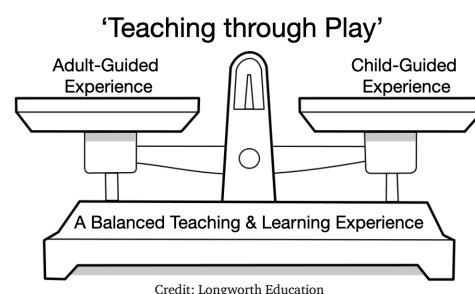 'Teaching through Play'
Adult-Guided
Experience
Child-Guided
Experience
A Balanced Teaching & Learning Experience
Credit: Longworth Education